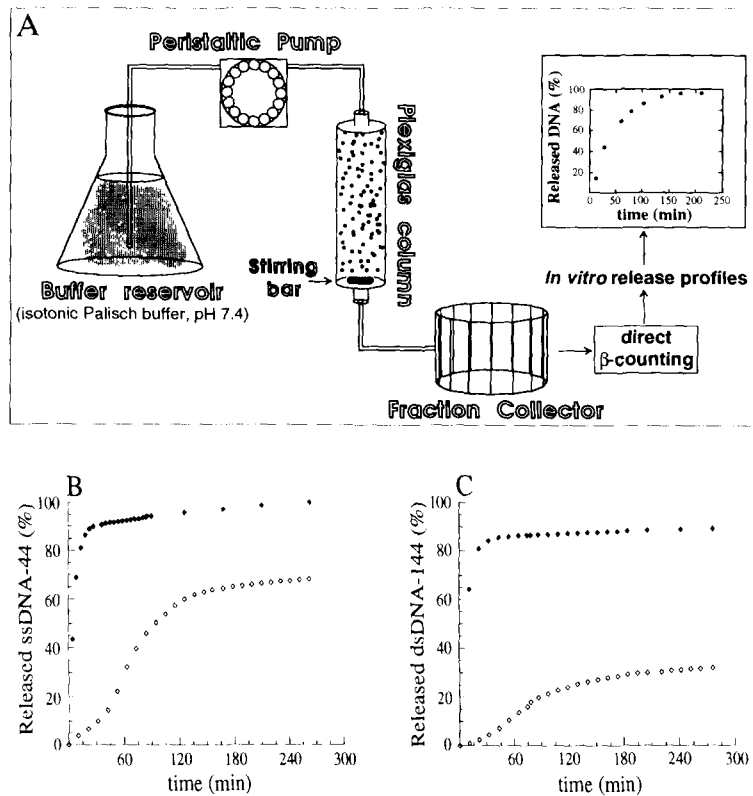 A
Peristaltic Pump
Plexiglas column
Buffer reservoir
(isotonic Palisch buffer, pH 7.4)
Stirring
bar
Fraction Collector
direct
β-counting
In vitro release profiles
Released DNA (%)
100
80
60
40
20
0
50
100
150
200
250
time (min)
B
Released ssDNA-44 (%)
100
80
60
40
20
0
60
120
180
240
300
time (min)
C
Released dsDNA-144 (%)
100
80
60
40
20
0
60
120
180
240
300
time (min)